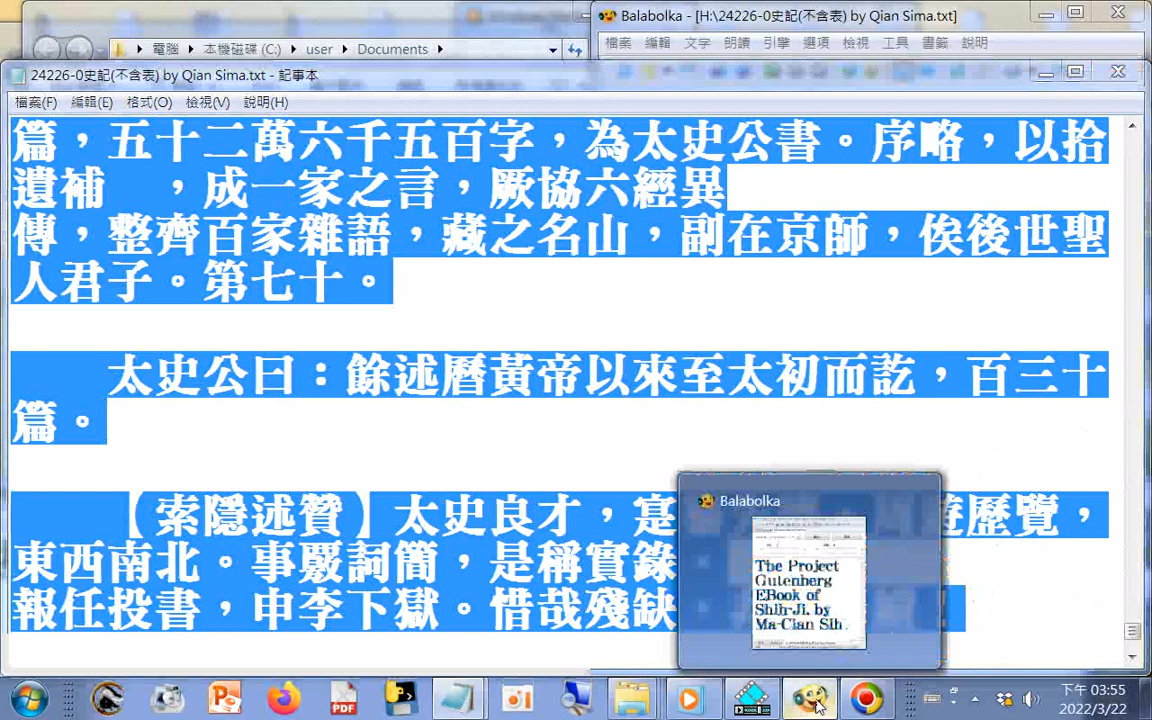 Balabolka - [H:\24226-0史記(不含表) by Qian Sima.txt]
檔案 編輯 文字 朗讀 引擎 選項 檢視 工具 書籤 說明
電腦 本機磁碟 (C:) user Documents
24226-0史記(不含表) by Qian Sima.txt - 記事本
檔案(F) 編輯(E) 格式(O) 檢視(V) 說明(H)
篇，五十二萬六千五百字，為太史公書。序略，以拾
遺補　，成一家之言，厥協六經異
傳，整齊百家雜語，藏之名山，副在京師，俟後世聖
人君子。第七十。
太史公曰：餘述曆黃帝以來至太初而訖，百三十
篇。
【索隱述贊】太史良才，寔
歷覽，
東西南北。事覈詞簡，是稱實錄
報任投書，申李下獄。惜哉殘缺
Balabolka
The Project
Gutenberg
EBook of
Shih-Ji. by
Ma-Cian Sih
PDF
下午 03:55
2022/3/22